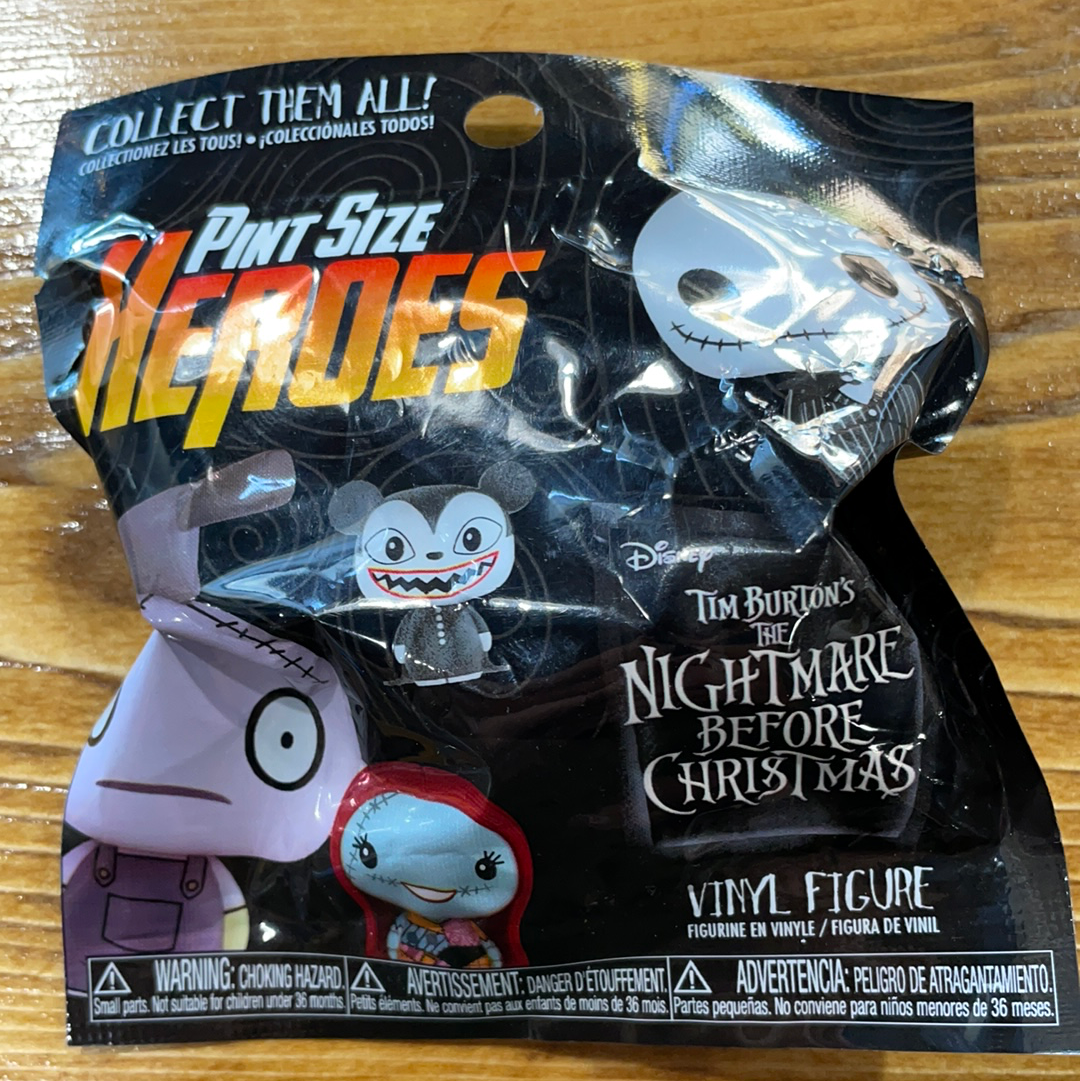 COLLECT THEM ALL!
COLLECTIONEZ LES TOUS! • ¡COLECCIÓNALES TODOS!
PINT SIZE
HEROES
Disney
TIM BURTON'S
THE
NIGHTMARE
BEFORE
CHRISTMAS
VINYL FIGURE
FIGURINE EN VINYLE / FIGURA DE VINIL
WARNING: CHOKING HAZARD.
Small parts. Not suitable for children under 36 months.
AVERTISSEMENT: DANGER D'ÉTOUFFEMENT.
Petits éléments. Ne convient pas aux enfants de moins de 36 mois.
ADVERTENCIA: PELIGRO DE ATRAGANTAMIENTO.
Partes pequeñas. No conviene para niños menores de 36 meses.